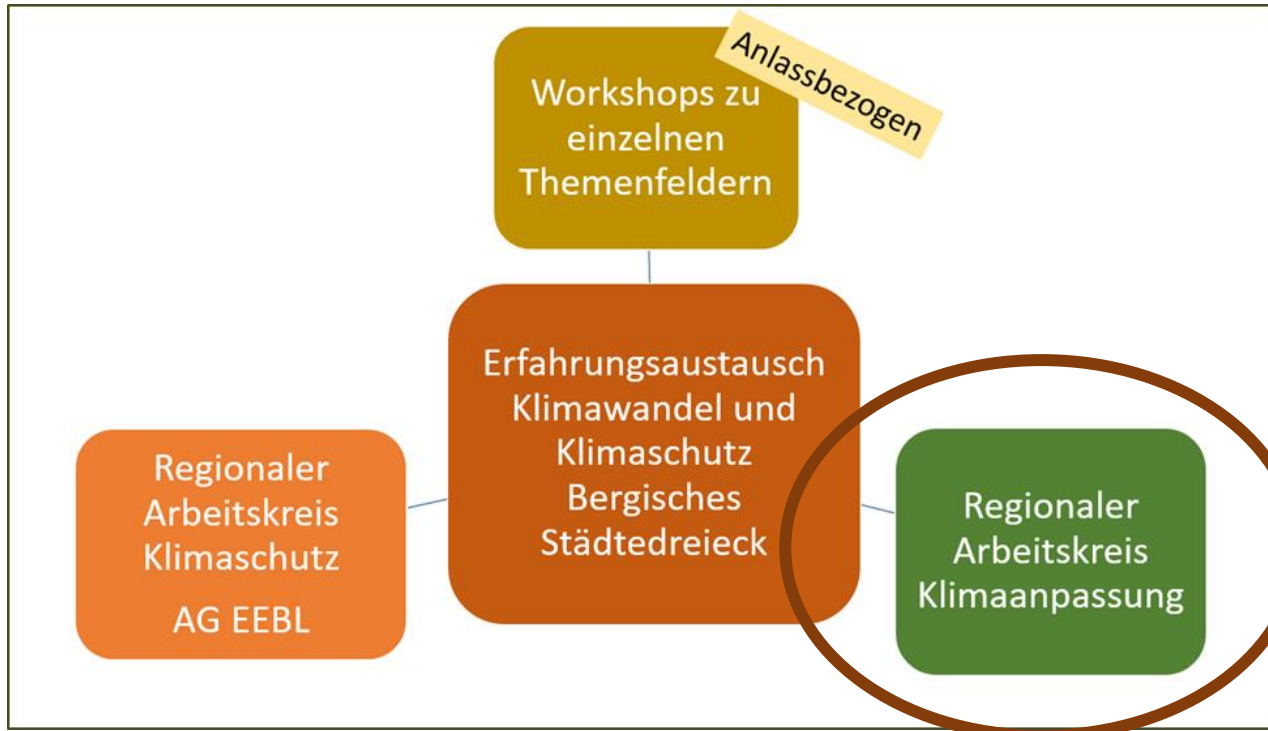 Workshops zu
einzelnen
Themenfeldern
Anlassbezogen
Erfahrungsaustausch
Klimawandel und
Klimaschutz
Bergisches
Städtedreieck
Regionaler
Arbeitskreis
Klimaschutz
AG EEBL
Regionaler
Arbeitskreis
Klimaanpassung